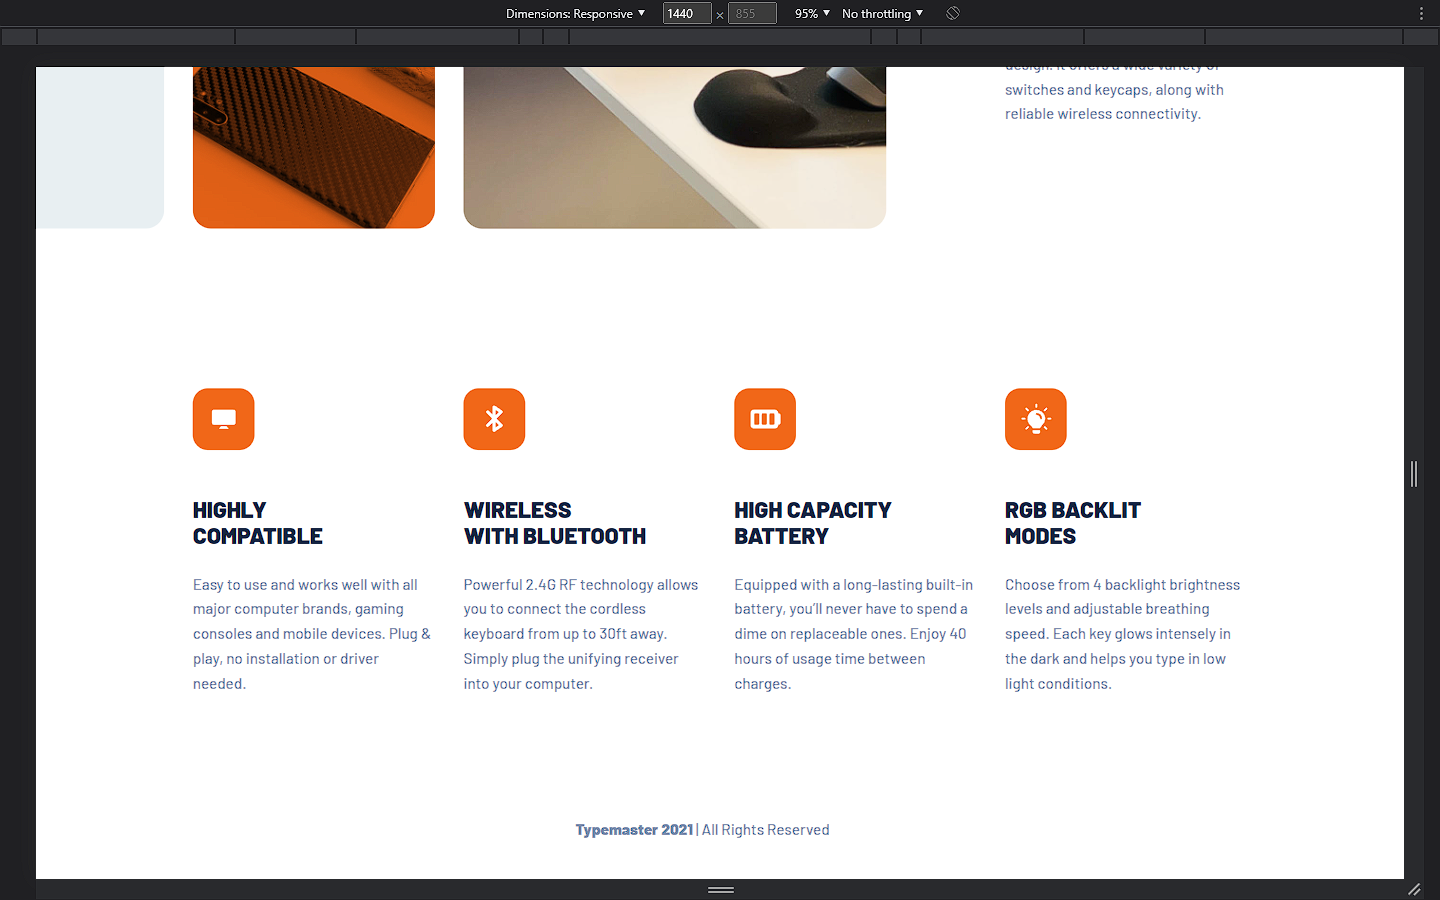 Dimensions: Responsive 1440 × 855 95% No throttling
design. It offers a wide variety of
switches and keycaps, along with
reliable wireless connectivity.
HIGHLY
COMPATIBLE
Easy to use and works well with all
major computer brands, gaming
consoles and mobile devices. Plug &
play, no installation or driver
needed.
WIRELESS
WITH BLUETOOTH
Powerful 2.4G RF technology allows
you to connect the cordless
keyboard from up to 30ft away.
Simply plug the unifying receiver
into your computer.
HIGH CAPACITY
BATTERY
Equipped with a long-lasting built-in
battery, you'll never have to spend a
dime on replaceable ones. Enjoy 40
hours of usage time between
charges.
RGB BACKLIT
MODES
Choose from 4 backlight brightness
levels and adjustable breathing
speed. Each key glows intensely in
the dark and helps you type in low
light conditions.
Typemaster 2021 | All Rights Reserved